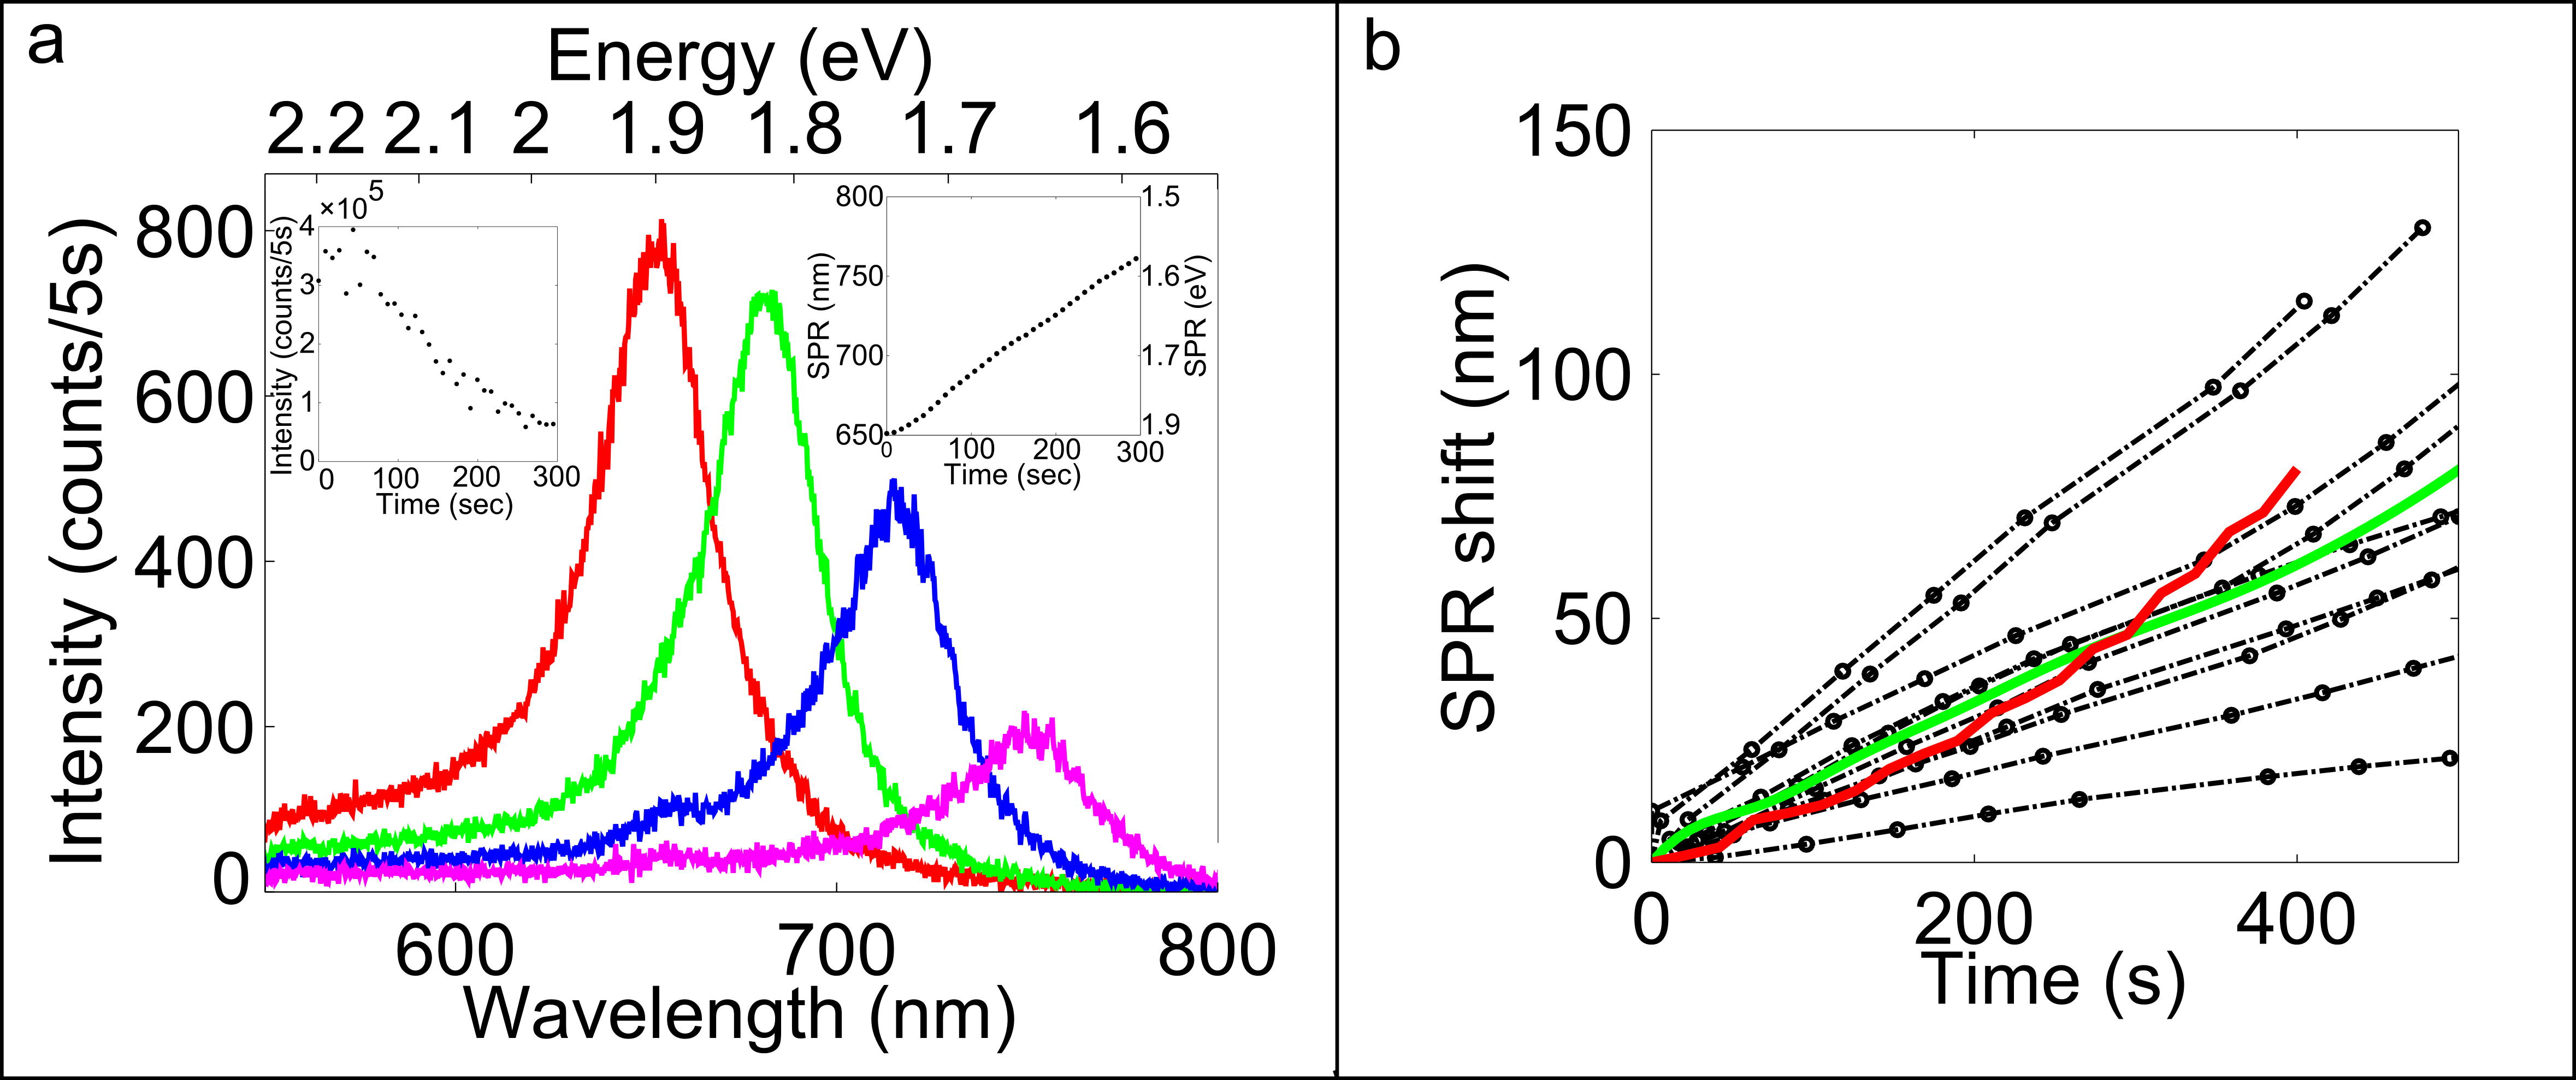 a
Energy (eV)
2.2 2.1 2 1.9 1.8 1.7 1.6
Intensity (counts/5s)
800
600
400
200
0
600 700 800
Wavelength (nm)
×10⁵
Intensity (counts/5s)
4
3
2
1
0
0 100 200 300
Time (sec)
SPR (nm)
800
750
700
650
0 100 200 300
Time (sec)
1.5
1.6
1.7
1.9
SPR (eV)
b
SPR shift (nm)
150
100
50
0
0 200 400
Time (s)